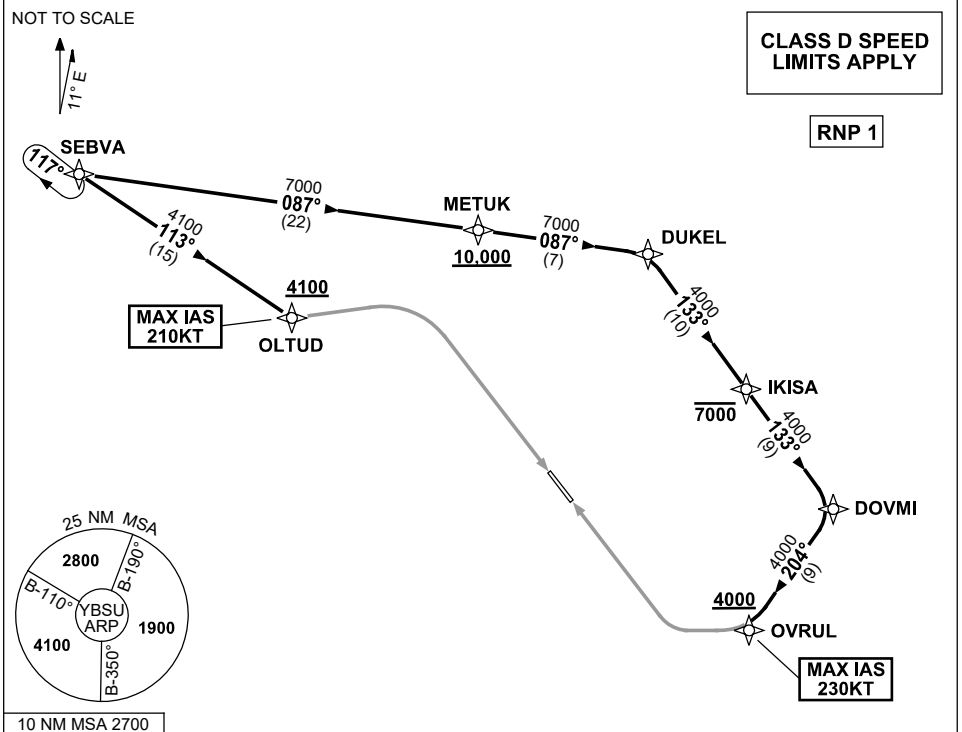 NOT TO SCALE
11° E
CLASS D SPEED
LIMITS APPLY
RNP 1
SEBVA
117°
7000
087°
(22)
METUK
10,000
7000
087°
(7)
DUKEL
4100
113°
(15)
4100
MAX IAS
210KT
OLTUD
4000
133°
(10)
IKISA
7000
4000
133°
(9)
DOVMI
4000
204°
(9)
4000
OVRUL
MAX IAS
230KT
25 NM MSA
2800
B-190°
B-110°
YBSU
ARP
1900
4100
B-350°
10 NM MSA 2700